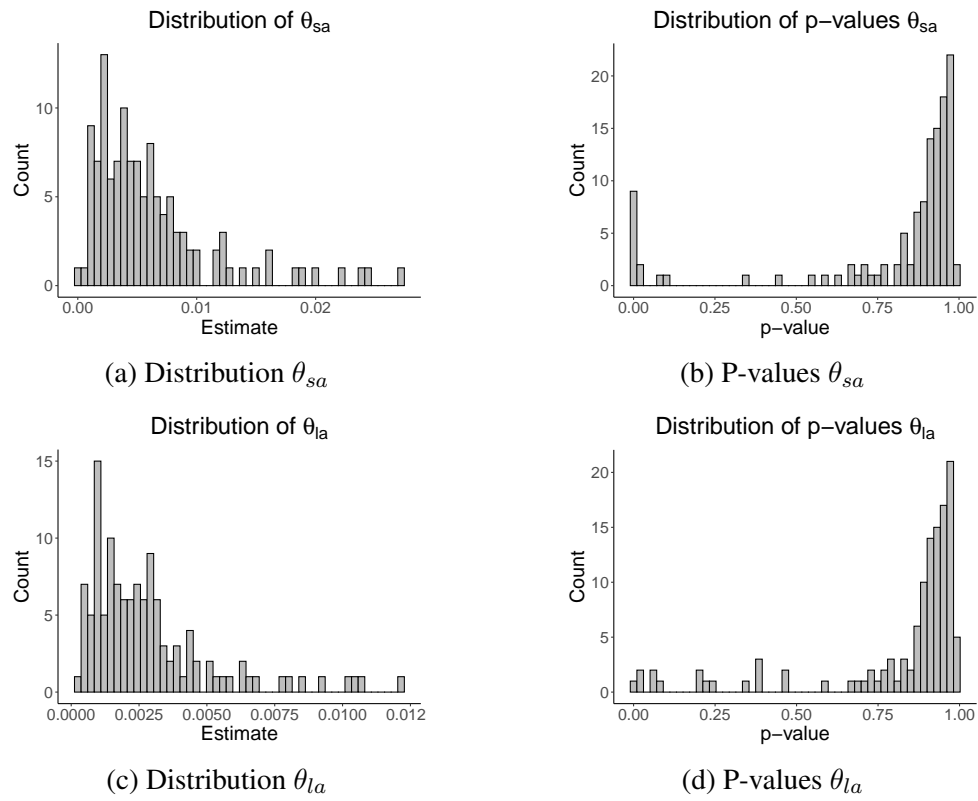 Distribution of θsa
Count
10
5
0
0.00 0.01 0.02
Estimate
(a) Distribution θsa
Distribution of p−values θsa
Count
20
15
10
5
0
0.00 0.25 0.50 0.75 1.00
p−value
(b) P-values θsa
Distribution of θla
Count
15
10
5
0
0.0000 0.0025 0.0050 0.0075 0.0100 0.012
Estimate
(c) Distribution θla
Distribution of p−values θla
Count
20
15
10
5
0
0.00 0.25 0.50 0.75 1.00
p−value
(d) P-values θla